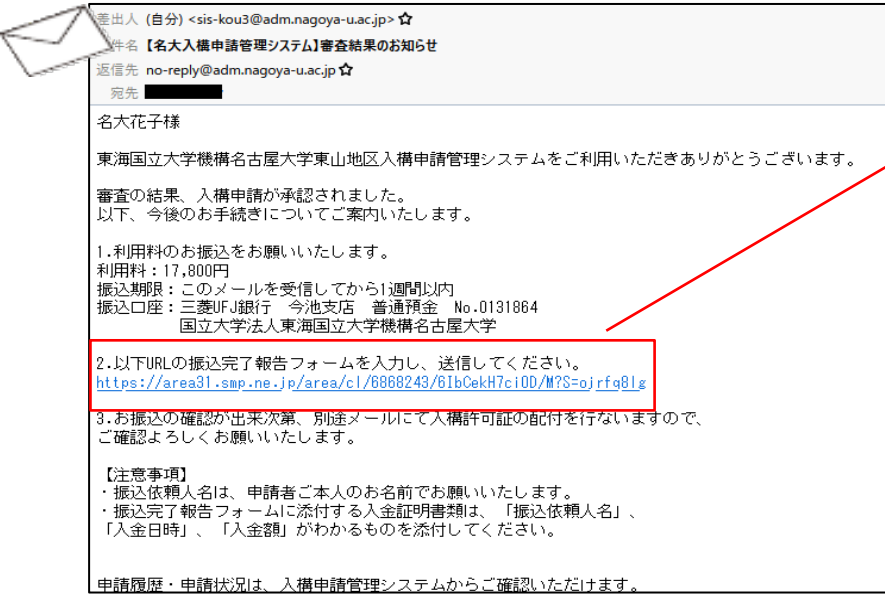 差出人 (自分) <sis-kou3@adm.nagoya-u.ac.jp> ☆
件名 【名大入構申請管理システム】審査結果のお知らせ
返信先 no-reply@adm.nagoya-u.ac.jp ☆
宛先
名大花子様
東海国立大学機構名古屋大学東山地区入構申請管理システムをご利用いただきありがとうございます。
審査の結果、入構申請が承認されました。
以下、今後のお手続きについてご案内いたします。
1.利用料のお振込をお願いいたします。
利用料：17,800円
振込期限：このメールを受信してから1週間以内
振込口座：三菱UFJ銀行　今池支店　普通預金　No.0131864
国立大学法人東海国立大学機構名古屋大学
2.以下URLの振込完了報告フォームを入力し、送信してください。
https://area31.smp.ne.jp/area/cl/6868243/6IbCekH7ciOD/M?S=ojrfq8lg
3.お振込の確認が出来次第、別途メールにて入構許可証の配付を行ないますので、
ご確認よろしくお願いいたします。
【注意事項】
・振込依頼人名は、申請者ご本人のお名前でお願いいたします。
・振込完了報告フォームに添付する入金証明書類は、「振込依頼人名」、
「入金日時」、「入金額」がわかるものを添付してください。
申請履歴・申請状況は、入構申請管理システムからご確認いただけます。